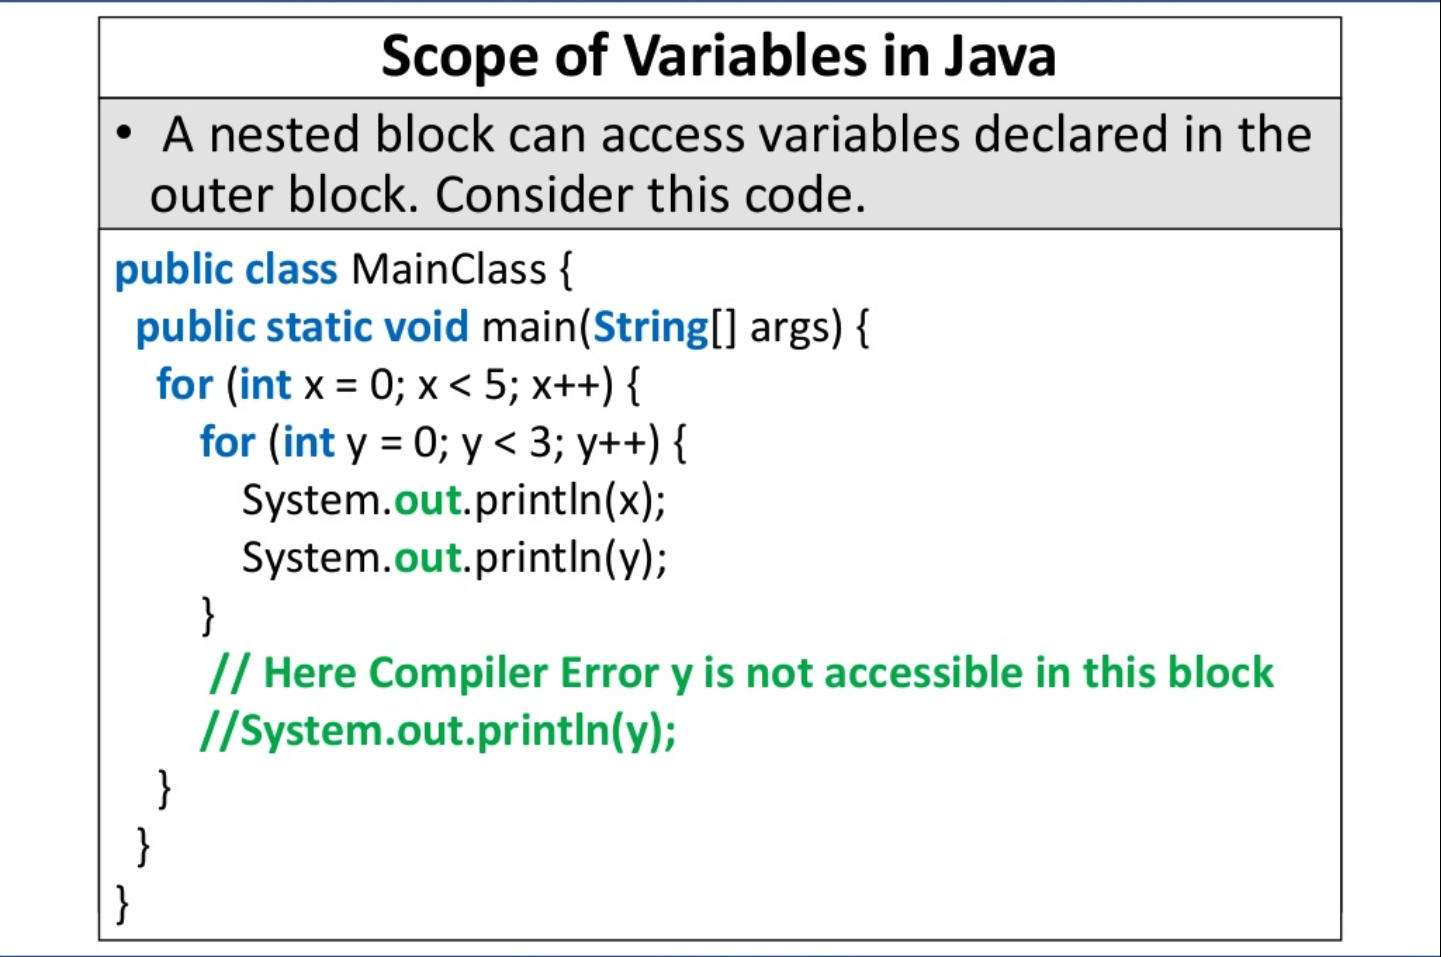 Scope of Variables in Java
• A nested block can access variables declared in the
outer block. Consider this code.
public class MainClass {
public static void main(String[] args) {
for (int x = 0; x < 5; x++) {
for (int y = 0; y < 3; y++) {
System.out.println(x);
System.out.println(y);
}
// Here Compiler Error y is not accessible in this block
//System.out.println(y);
}
}
}